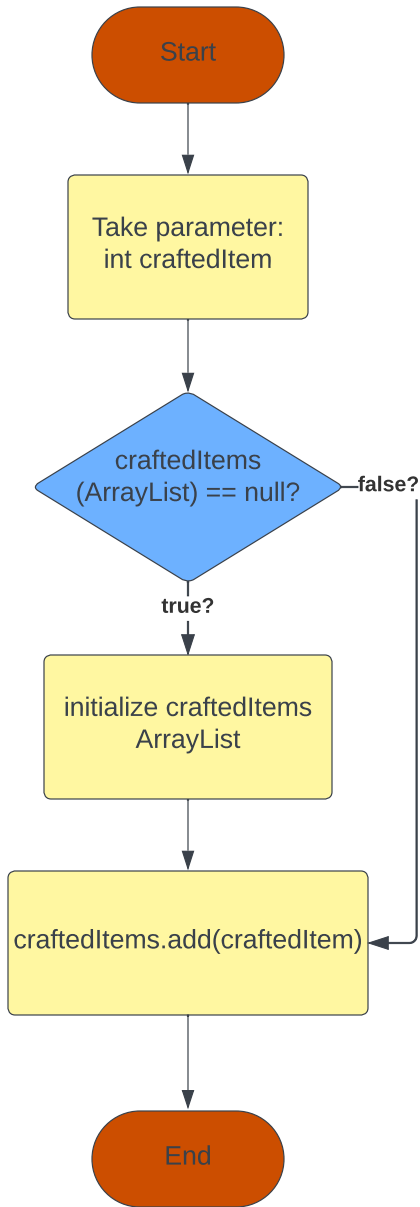 Start
Take parameter:
int craftedItem
craftedItems
(ArrayList) == null?
false?
true?
initialize craftedItems
ArrayList
craftedItems.add(craftedItem)
End